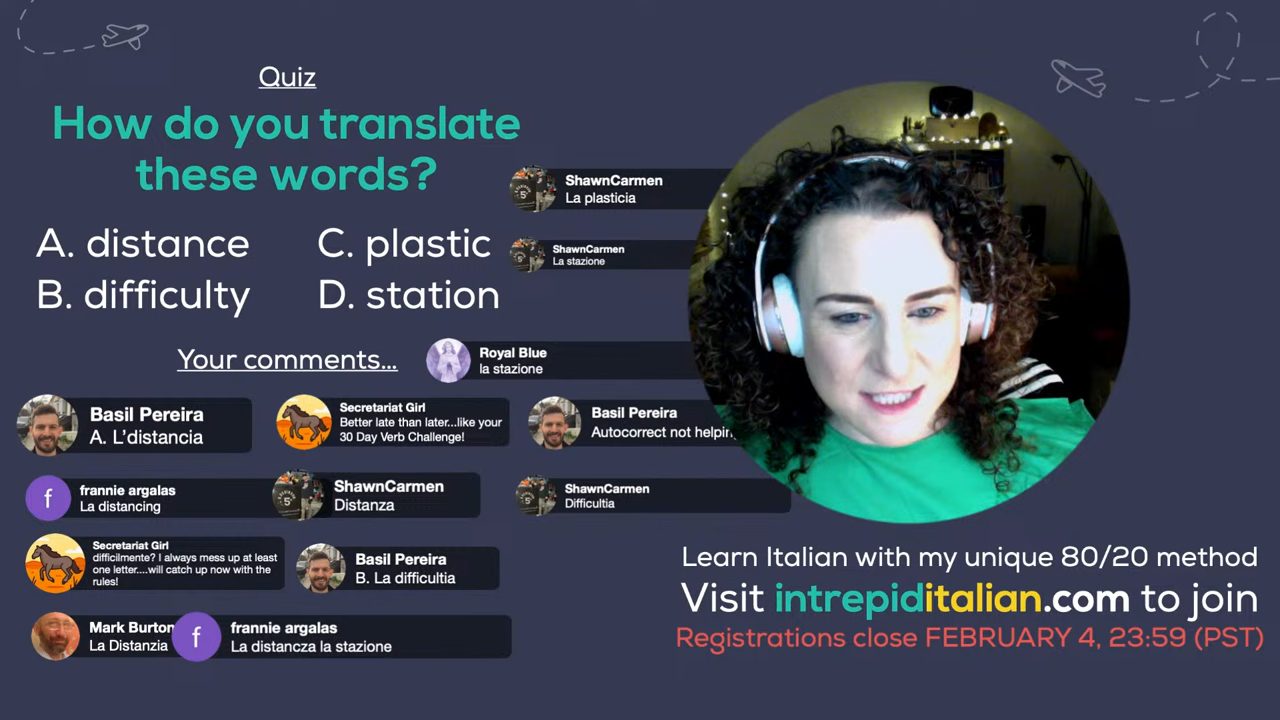 Quiz
How do you translate
these words?
A. distance
C. plastic
B. difficulty
D. station
ShawnCarmen
La plasticia
ShawnCarmen
La stazione
Your comments...
Royal Blue
la stazione
Basil Pereira
A. L'distancia
Secretariat Girl
Better late than later...like your
30 Day Verb Challenge!
Basil Pereira
Autocorrect not
frannie argalas
La distancing
ShawnCarmen
Distanza
ShawnCarmen
Difficultia
Secretariat Girl
difficilmente? I always mess up at least
one letter....will catch up now with the
rules!
Basil Pereira
B. La difficultia
Mark Burton
La Distanzia
f
frannie argalas
La distancza la stazione
f
Learn Italian with my unique 80/20 method
Visit intrepiditalian.com to join
Registrations close FEBRUARY 4, 23:59 (PST)